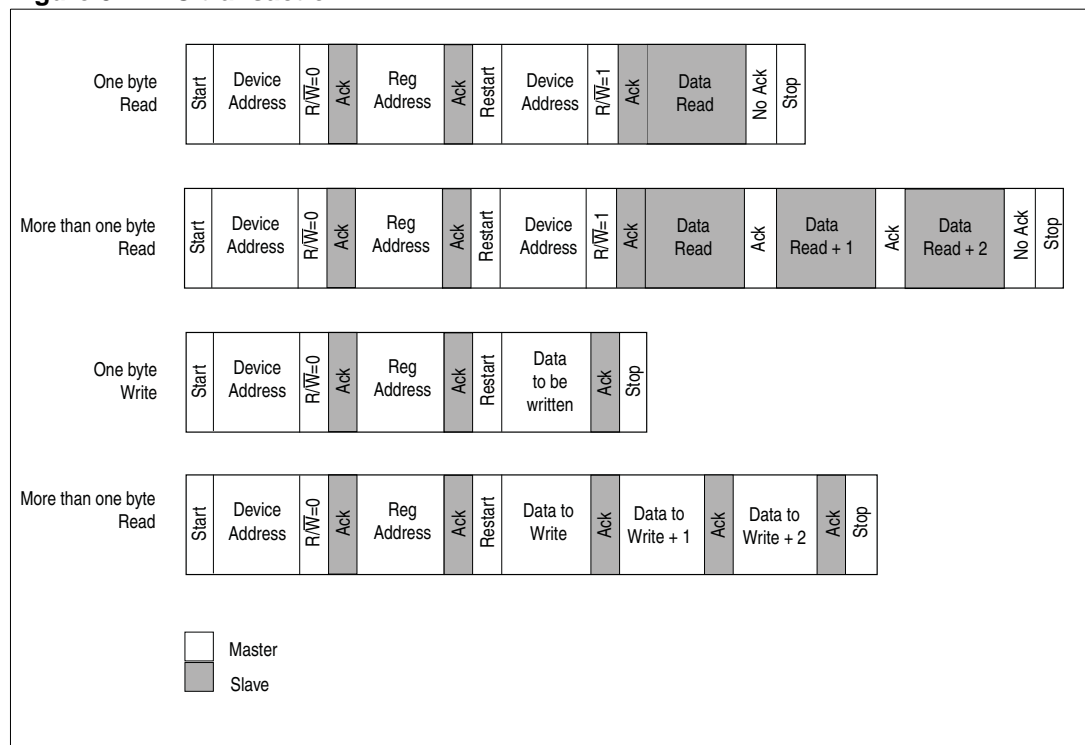 Figure transaction
One byte
Read
Start
Device
Address
R/W̅=0
Ack
Reg
Address
Ack
Restart
Device
Address
R/W̅=1
Ack
Data
Read
No Ack
Stop
More than one byte
Read
Start
Device
Address
R/W̅=0
Ack
Reg
Address
Ack
Restart
Device
Address
R/W̅=1
Ack
Data
Read
Ack
Data
Read + 1
Ack
Data
Read + 2
No Ack
Stop
One byte
Write
Start
Device
Address
R/W̅=0
Ack
Reg
Address
Ack
Restart
Data
to be
written
Ack
Stop
More than one byte
Read
Start
Device
Address
R/W̅=0
Ack
Reg
Address
Ack
Restart
Data to
Write
Ack
Data to
Write + 1
Ack
Data to
Write + 2
Ack
Stop
Master
Slave